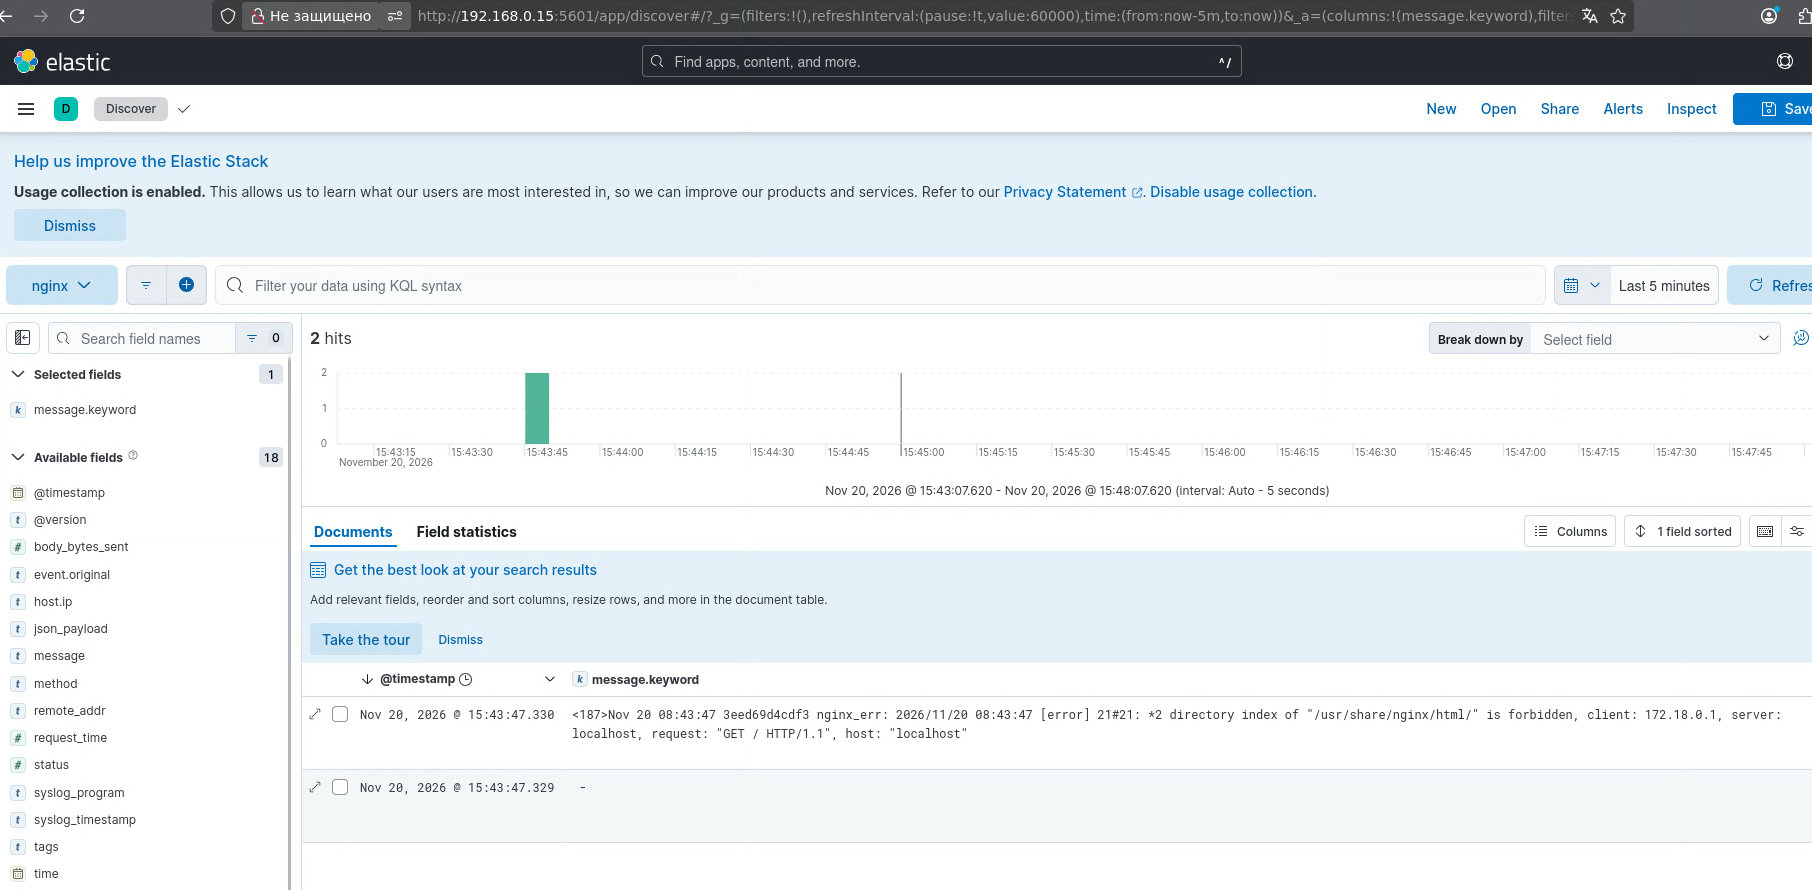 Не защищено
http://192.168.0.15:5601/app/discover#/?_g=(filters:!(),refreshInterval:(pause:!t,value:60000),time:(from:now-5m,to:now))&_a=(columns:!(message.keyword),filter
elastic
Find apps, content, and more.
^/
D
Discover
New
Open
Share
Alerts
Inspect
Save
Help us improve the Elastic Stack
Usage collection is enabled. This allows us to learn what our users are most interested in, so we can improve our products and services. Refer to our Privacy Statement. Disable usage collection.
Dismiss
nginx
Filter your data using KQL syntax
Last 5 minutes
Refres
Search field names
0
2 hits
Break down by
Select field
Selected fields
1
k message.keyword
Available fields
18
@timestamp
t @version
# body_bytes_sent
t event.original
t host.ip
t json_payload
t message
t method
t remote_addr
# request_time
# status
t syslog_program
t syslog_timestamp
t tags
time
2
1
0
15:43:15 15:43:30 15:43:45 15:44:00 15:44:15 15:44:30 15:44:45 15:45:00 15:45:15 15:45:30 15:45:45 15:46:00 15:46:15 15:46:30 15:46:45 15:47:00 15:47:15 15:47:30 15:47:45
November 20, 2026
Nov 20, 2026 @ 15:43:07.620 - Nov 20, 2026 @ 15:48:07.620 (interval: Auto - 5 seconds)
Documents
Field statistics
Columns
1 field sorted
Get the best look at your search results
Add relevant fields, reorder and sort columns, resize rows, and more in the document table.
Take the tour
Dismiss
@timestamp
k message.keyword
Nov 20, 2026 @ 15:43:47.330
<187>Nov 20 08:43:47 3eed69d4cdf3 nginx_err: 2026/11/20 08:43:47 [error] 21#21: *2 directory index of "/usr/share/nginx/html/" is forbidden, client: 172.18.0.1, server:
localhost, request: "GET / HTTP/1.1", host: "localhost"
Nov 20, 2026 @ 15:43:47.329
-